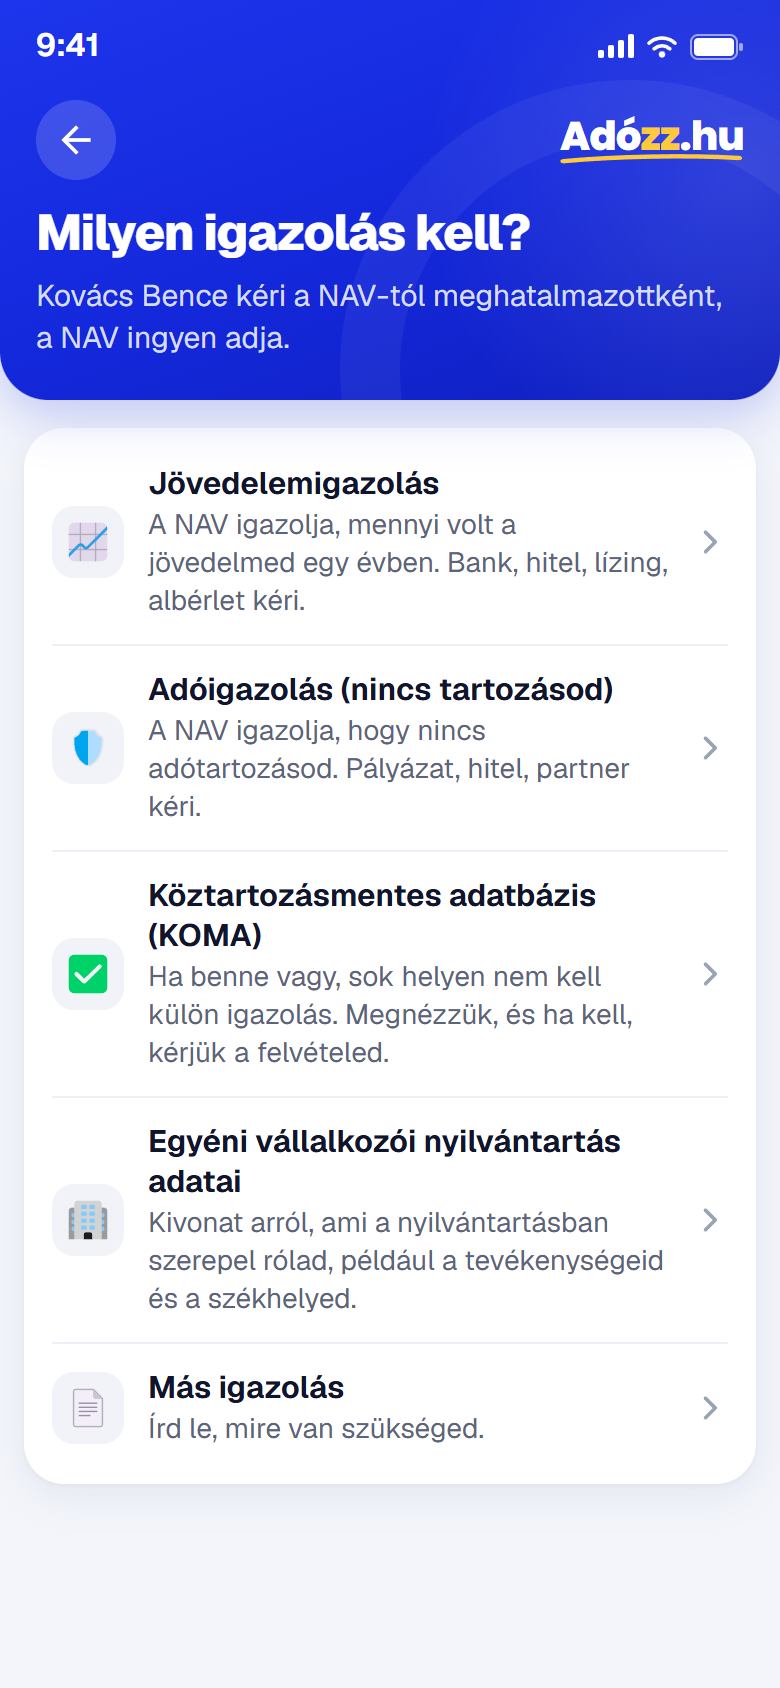 9:41
Adózz.hu
Milyen igazolás kell?
Kovács Bence kéri a NAV-tól meghatalmazottként,
a NAV ingyen adja.
Jövedelemigazolás
A NAV igazolja, mennyi volt a
jövedelmed egy évben. Bank, hitel, lízing,
albérlet kéri.
Adóigazolás (nincs tartozásod)
A NAV igazolja, hogy nincs
adótartozásod. Pályázat, hitel, partner
kéri.
Köztartozásmentes adatbázis
(KOMA)
Ha benne vagy, sok helyen nem kell
külön igazolás. Megnézzük, és ha kell,
kérjük a felvételed.
Egyéni vállalkozói nyilvántartás
adatai
Kivonat arról, ami a nyilvántartásban
szerepel rólad, például a tevékenységeid
és a székhelyed.
Más igazolás
Írd le, mire van szükséged.